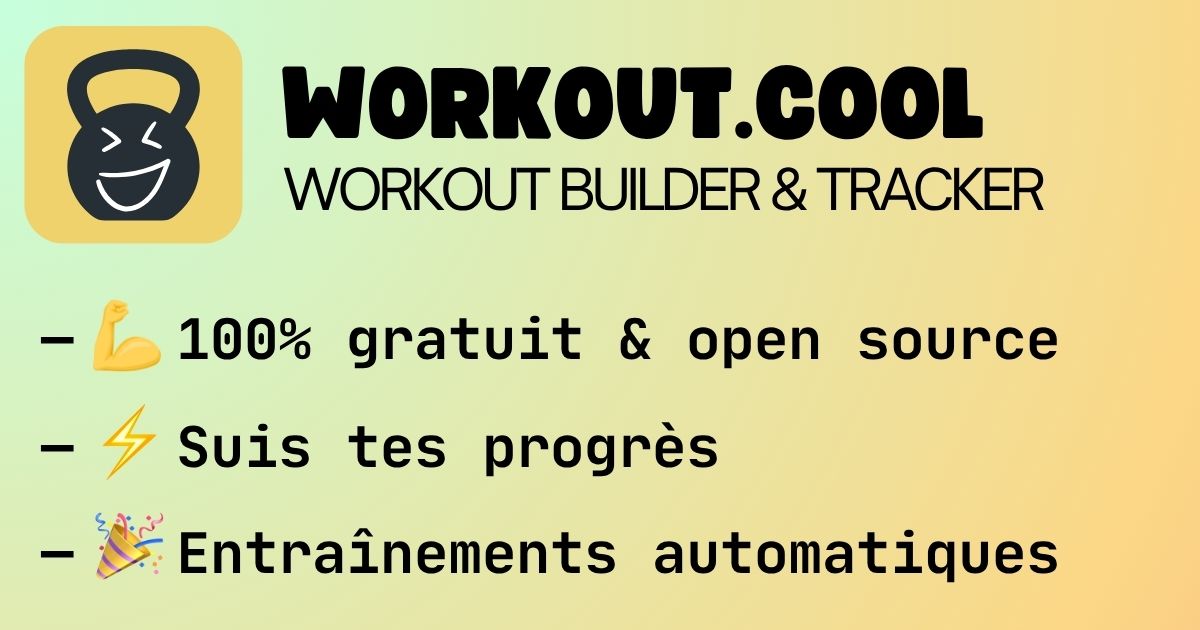 WORKOUT.COOL
WORKOUT BUILDER & TRACKER
– 💪 100% gratuit & open source
– ⚡ Suis tes progrès
– 🎉 Entraînements automatiques